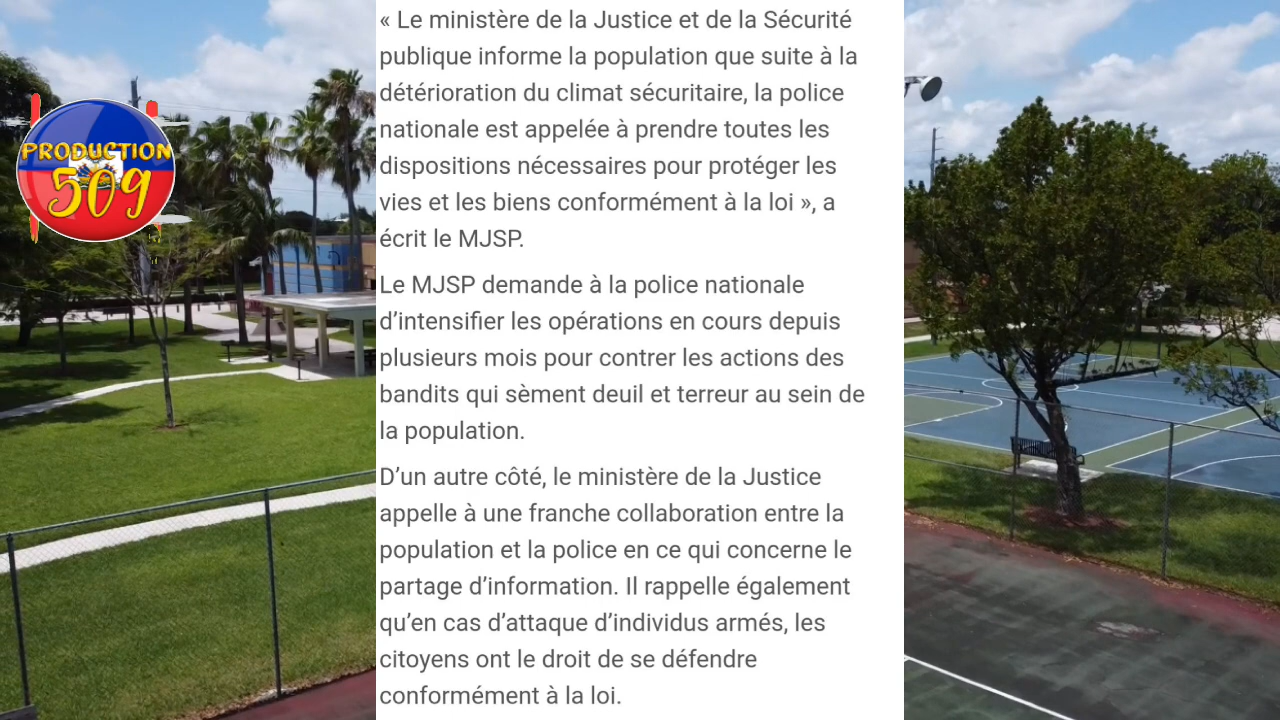 PRODUCTION
509
« Le ministère de la Justice et de la Sécurité
publique informe la population que suite à la
détérioration du climat sécuritaire, la police
nationale est appelée à prendre toutes les
dispositions nécessaires pour protéger les
vies et les biens conformément à la loi », a
écrit le MJSP.
Le MJSP demande à la police nationale
d’intensifier les opérations en cours depuis
plusieurs mois pour contrer les actions des
bandits qui sèment deuil et terreur au sein de
la population.
D’un autre côté, le ministère de la Justice
appelle à une franche collaboration entre la
population et la police en ce qui concerne le
partage d’information. Il rappelle également
qu’en cas d’attaque d’individus armés, les
citoyens ont le droit de se défendre
conformément à la loi.